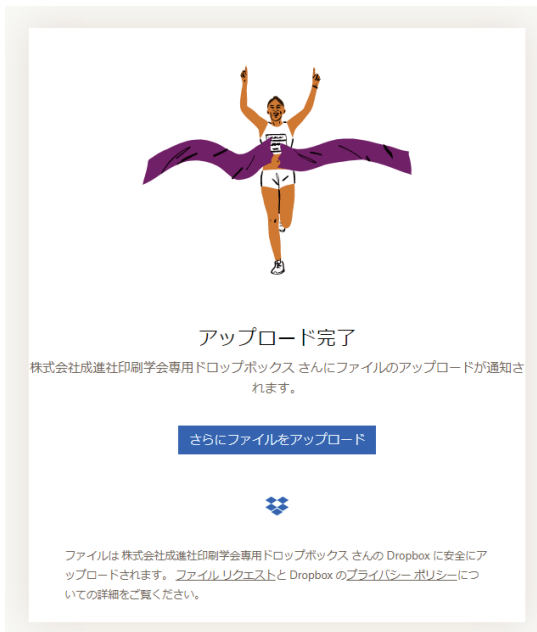 アップロード完了
株式会社成進社印刷学会専用ドロップボックス さんにファイルのアップロードが通知さ
れます。
さらにファイルをアップロード
ファイルは 株式会社成進社印刷学会専用ドロップボックス さんの Dropbox に安全にア
ップロードされます。 ファイル リクエストと Dropbox のプライバシー ポリシーにつ
いての詳細をご覧ください。